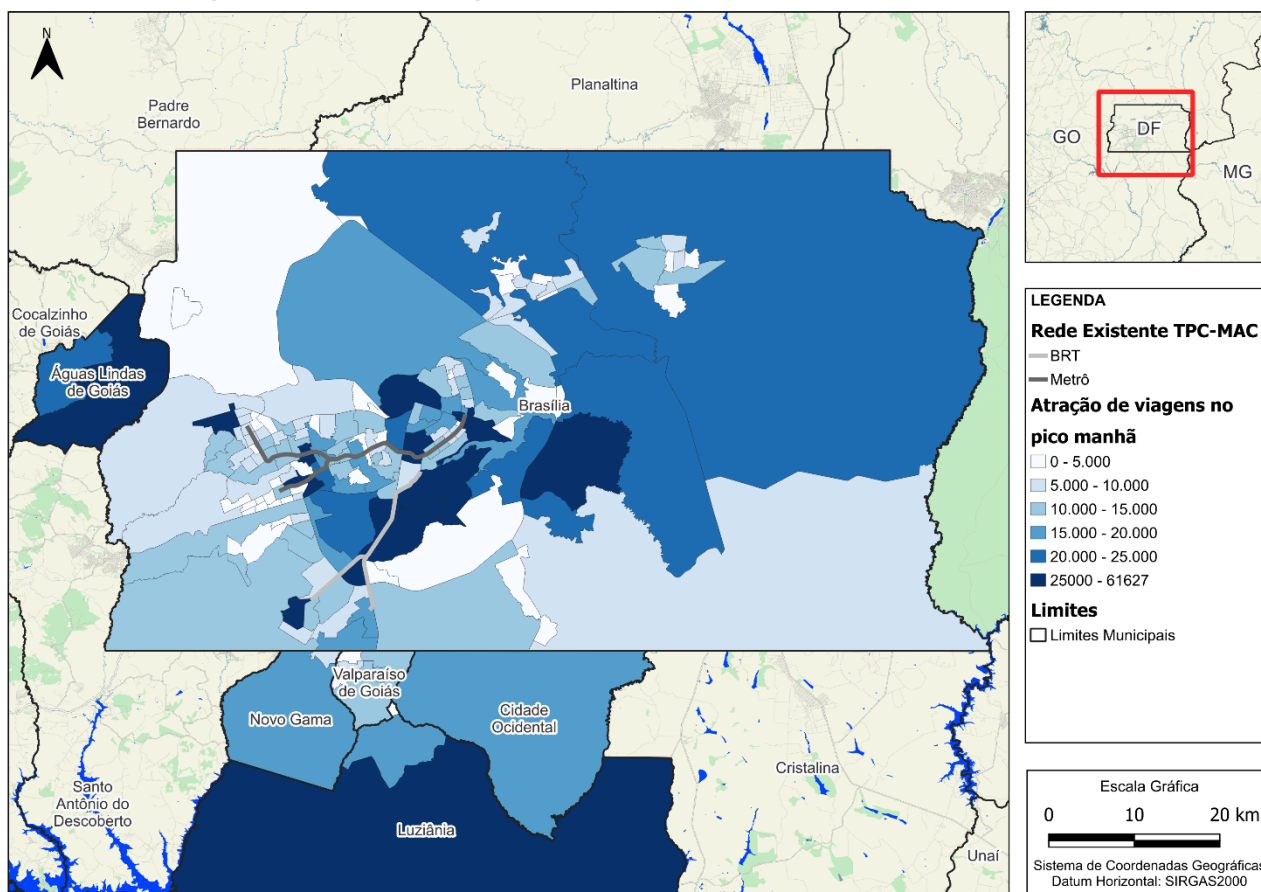 N
Padre
Bernardo
Planaltina
Cocalzinho
de Goiás
Águas Lindas
de Goiás
Brasília
Valparaíso
de Goiás
Novo Gama
Cidade
Ocidental
Santo
Antônio do
Descoberto
Luziânia
Cristalina
Unaí
GO
DF
MG
LEGENDA
Rede Existente TPC-MAC
BRT
Metrô
Atração de viagens no
pico manhã
0 - 5.000
5.000 - 10.000
10.000 - 15.000
15.000 - 20.000
20.000 - 25.000
25000 - 61627
Limites
Limites Municipais
Escala Gráfica
0 10 20 km
Sistema de Coordenadas Geográficas
Datum Horizontal: SIRGAS2000